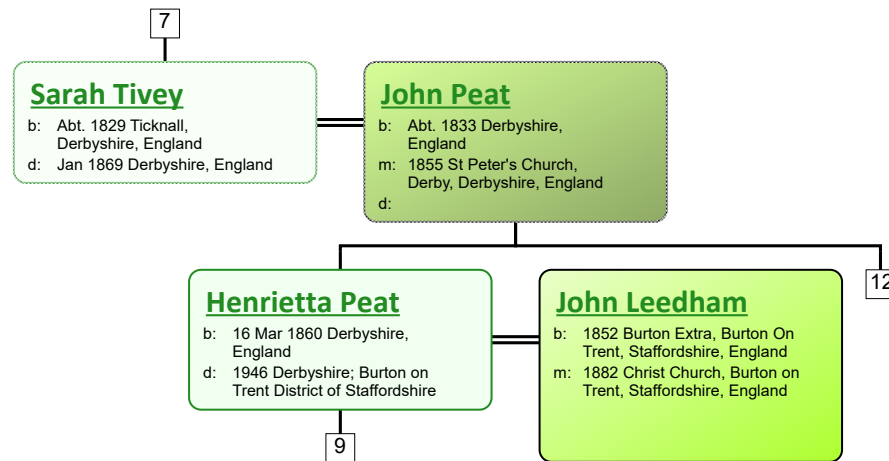 7
Sarah Tivey
b: Abt. 1829 Ticknall,
Derbyshire, England
d: Jan 1869 Derbyshire, England
John Peat
b: Abt. 1833 Derbyshire,
England
m: 1855 St Peter's Church,
Derby, Derbyshire, England
d:
12
Henrietta Peat
b: 16 Mar 1860 Derbyshire,
England
d: 1946 Derbyshire; Burton on
Trent District of Staffordshire
John Leedham
b: 1852 Burton Extra, Burton On
Trent, Staffordshire, England
m: 1882 Christ Church, Burton on
Trent, Staffordshire, England
9